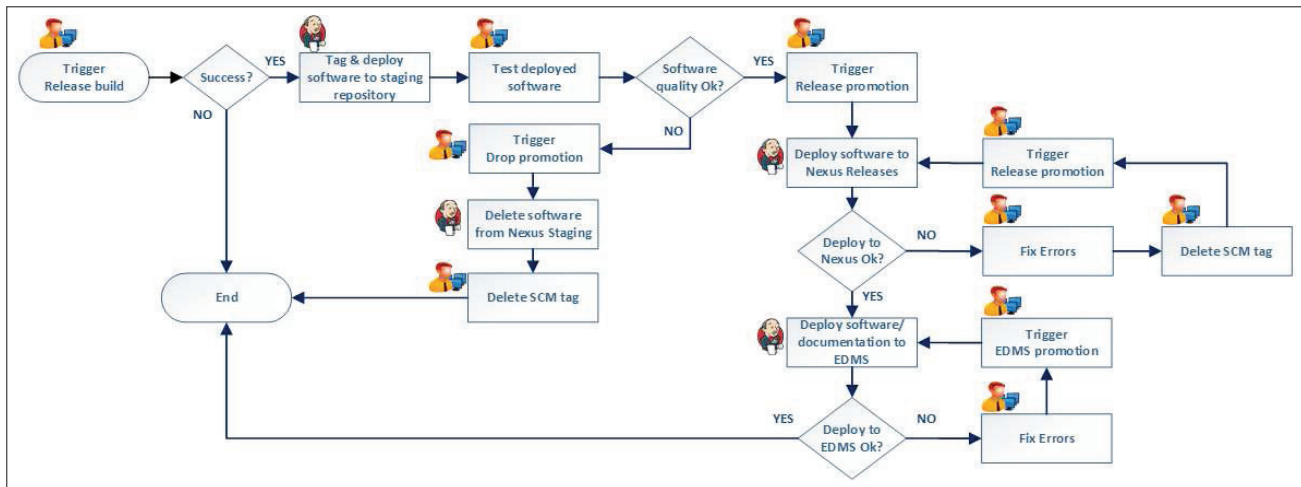 Trigger
Release build
Success?
YES
NO
Tag & deploy
software to staging
repository
Test deployed
software
Software
quality Ok?
YES
NO
Trigger
Release promotion
Trigger
Drop promotion
Deploy software to
Nexus Releases
Trigger
Release promotion
Delete software
from Nexus Staging
Deploy to
Nexus Ok?
NO
YES
Fix Errors
Delete SCM tag
End
Delete SCM tag
Deploy software/
documentation to
EDMS
Trigger
EDMS promotion
YES
Deploy to
EDMS Ok?
NO
Fix Errors